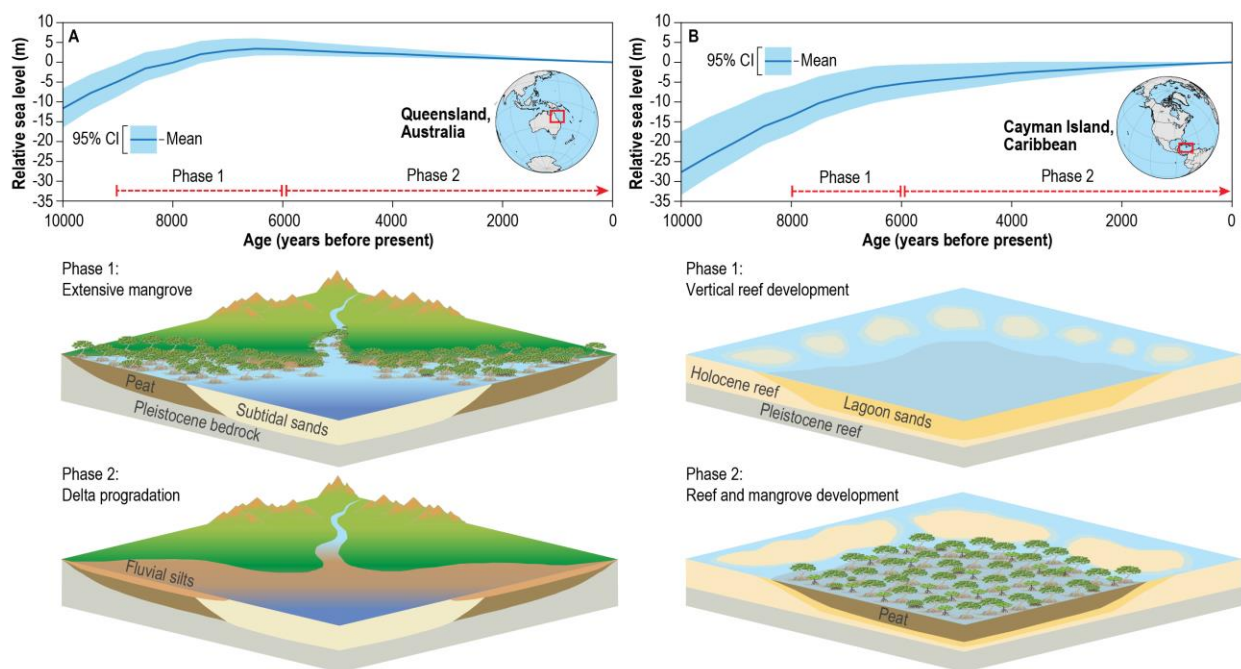 A
Relative sea level (m)
10
5
0
-5
-10
-15
-20
-25
-30
-35
95% CI
Mean
Queensland,
Australia
Phase 1
Phase 2
10000 8000 6000 4000 2000 0
Age (years before present)
B
Relative sea level (m)
10
5
0
-5
-10
-15
-20
-25
-30
-35
95% CI
Mean
Cayman Island,
Caribbean
Phase 1
Phase 2
10000 8000 6000 4000 2000 0
Age (years before present)
Phase 1:
Extensive mangrove
Peat
Subtidal sands
Pleistocene bedrock
Phase 1:
Vertical reef development
Holocene reef
Lagoon sands
Pleistocene reef
Phase 2:
Delta progradation
Fluvial silts
Phase 2:
Reef and mangrove development
Peat